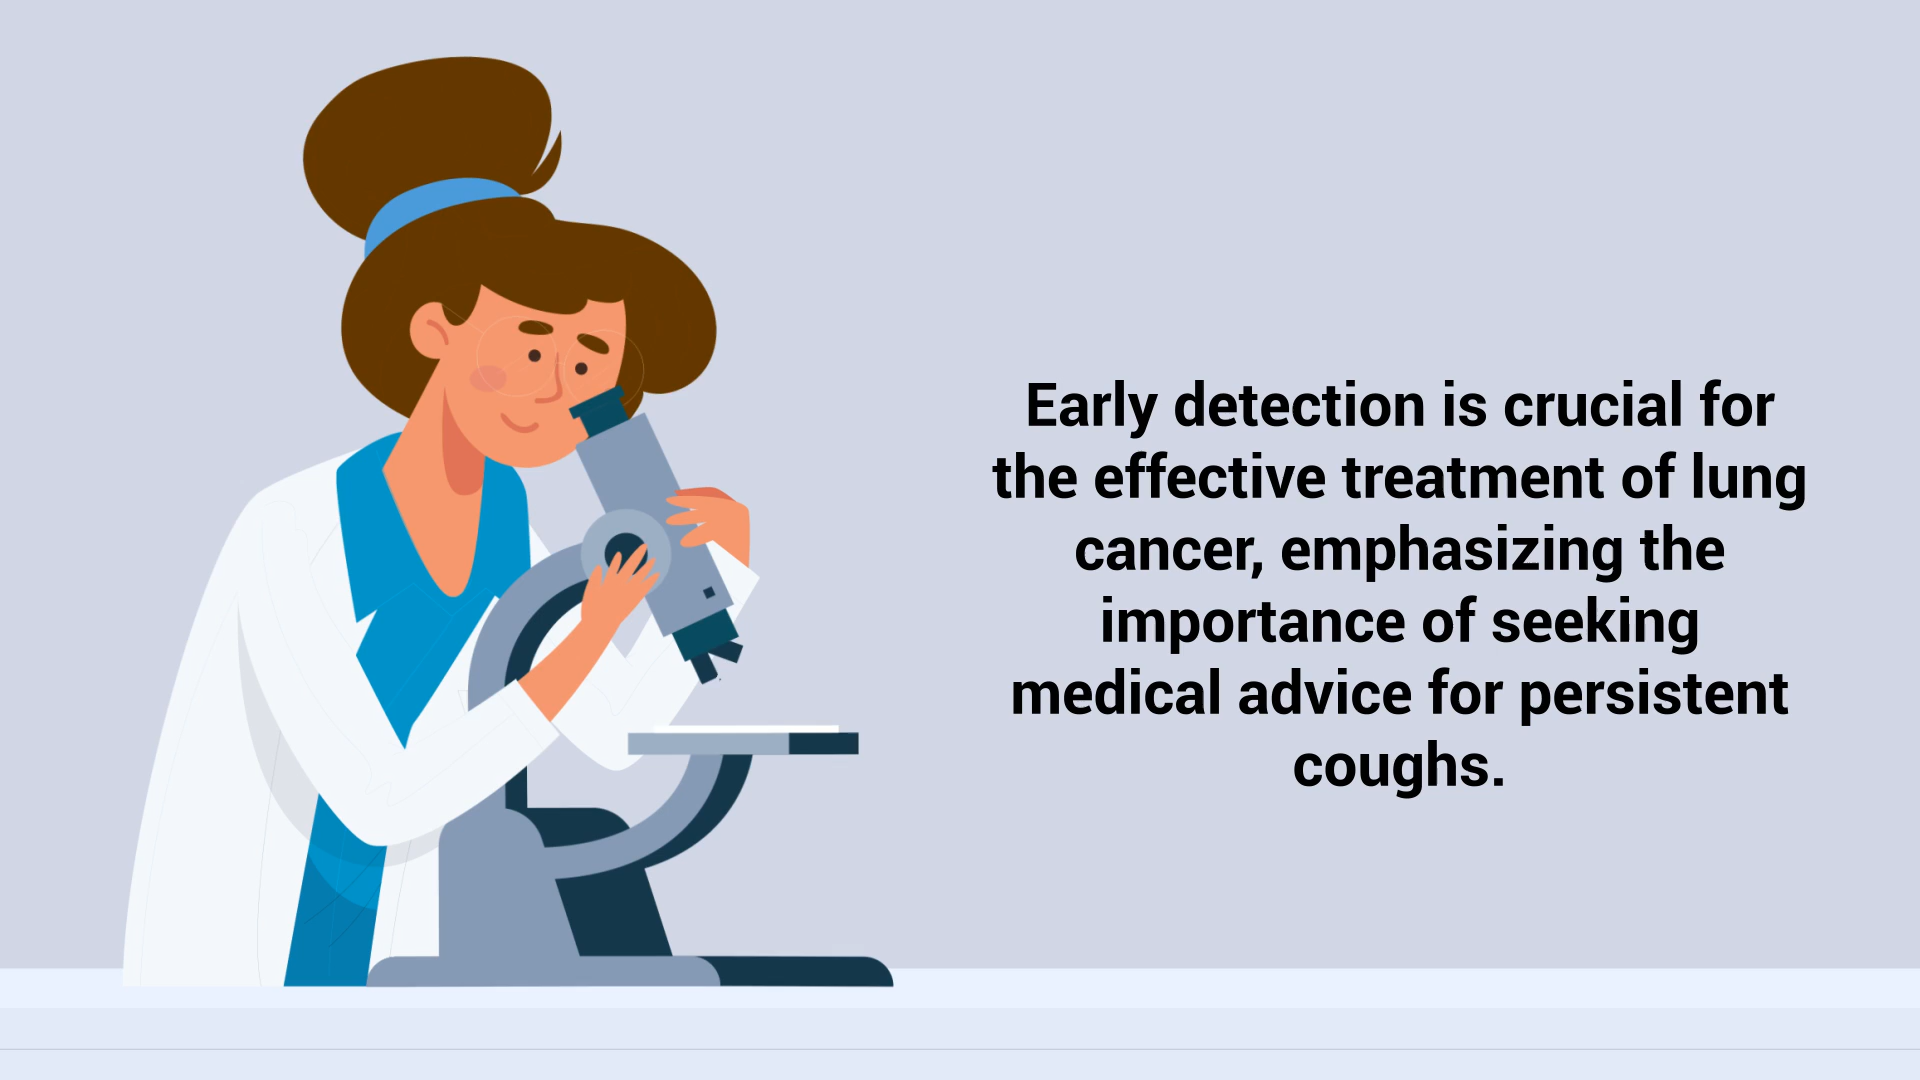 Early detection is crucial for
the effective treatment of lung
cancer, emphasizing the
importance of seeking
medical advice for persistent
coughs.